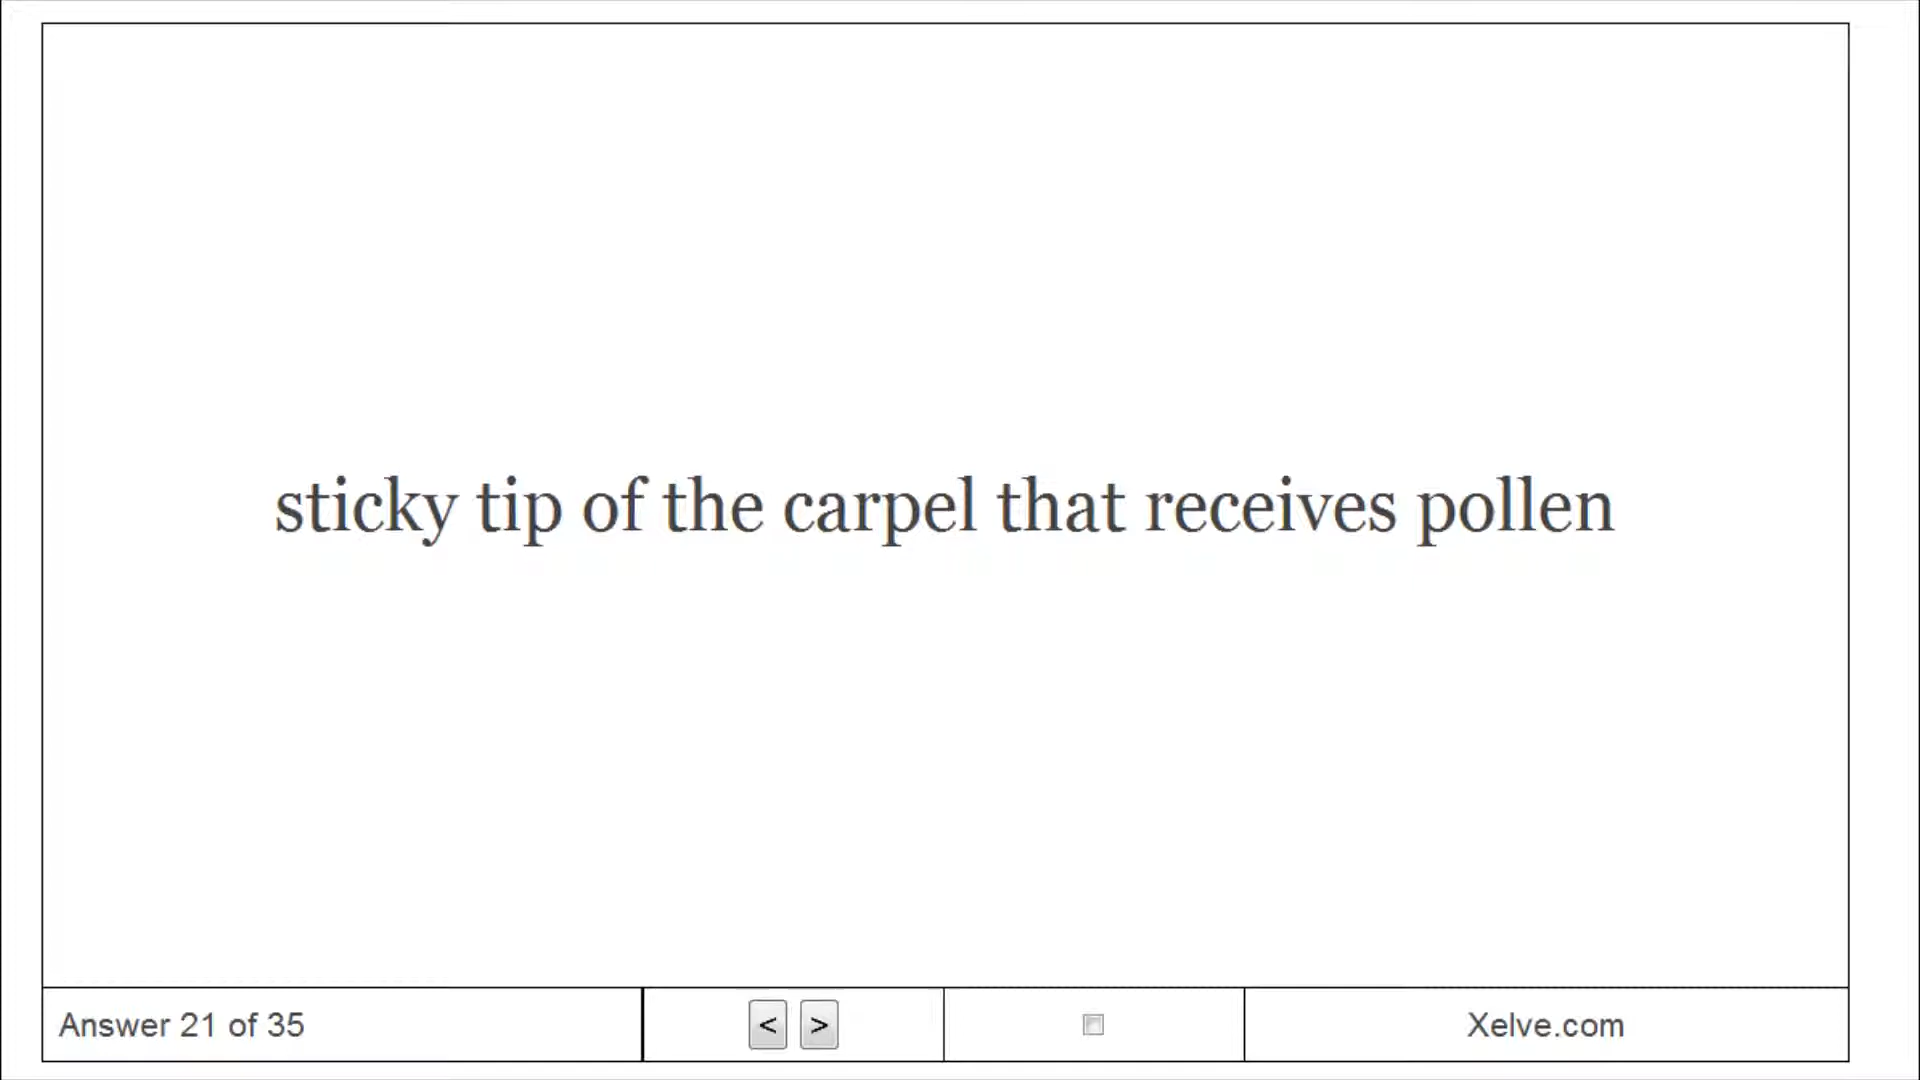 sticky tip of the carpel that receives pollen
Answer 21 of 35
< >
Xelve.com